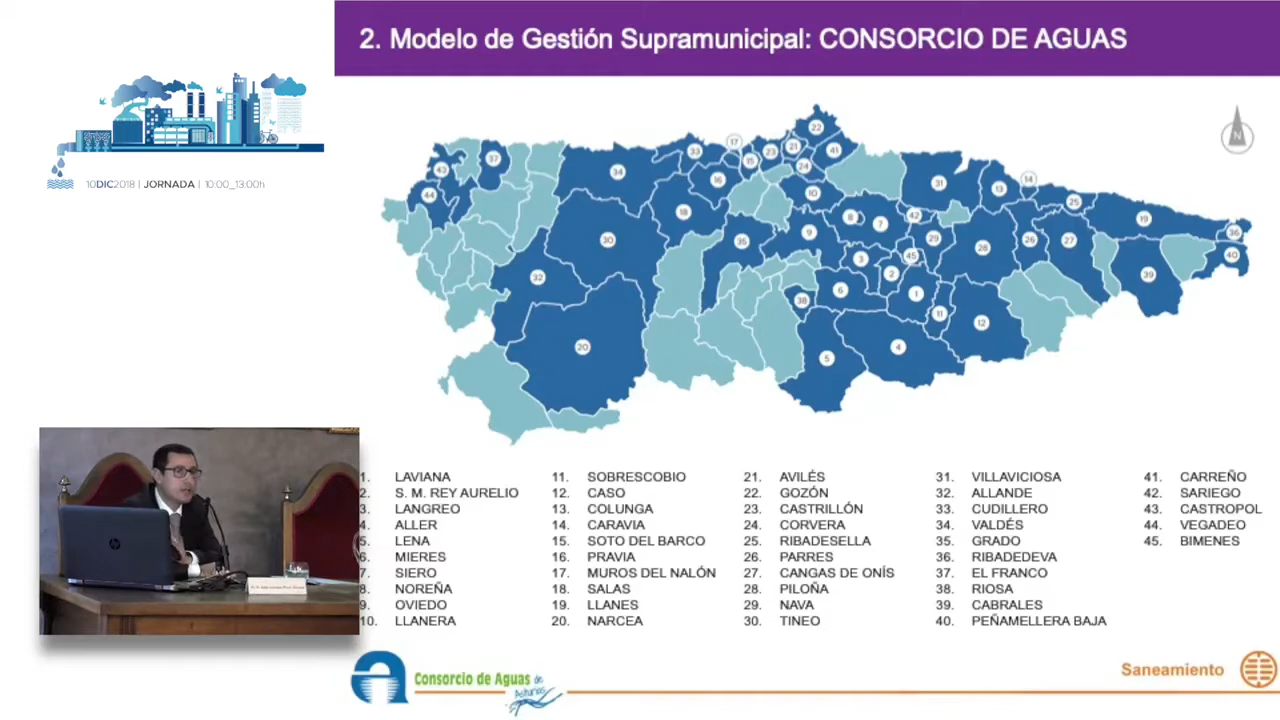 2. Modelo de Gestión Supramunicipal: CONSORCIO DE AGUAS
10DIC2018 | JORNADA | 10:00_13:00h
N
1. LAVIANA
2. S. M. REY AURELIO
3. LANGREO
4. ALLER
5. LENA
6. MIERES
7. SIERO
8. NOREÑA
9. OVIEDO
10. LLANERA
11. SOBRESCOBIO
12. CASO
13. COLUNGA
14. CARAVIA
15. SOTO DEL BARCO
16. PRAVIA
17. MUROS DEL NALÓN
18. SALAS
19. LLANES
20. NARCEA
21. AVILÉS
22. GOZÓN
23. CASTRILLÓN
24. CORVERA
25. RIBADESELLA
26. PARRES
27. CANGAS DE ONÍS
28. PILOÑA
29. NAVA
30. TINEO
31. VILLAVICIOSA
32. ALLANDE
33. CUDILLERO
34. VALDÉS
35. GRADO
36. RIBADEDEVA
37. EL FRANCO
38. RIOSA
39. CABRALES
40. PEÑAMELLERA BAJA
41. CARREÑO
42. SARIEGO
43. CASTROPOL
44. VEGADEO
45. BIMENES
Consorcio de Aguas de
Asturias
Saneamiento